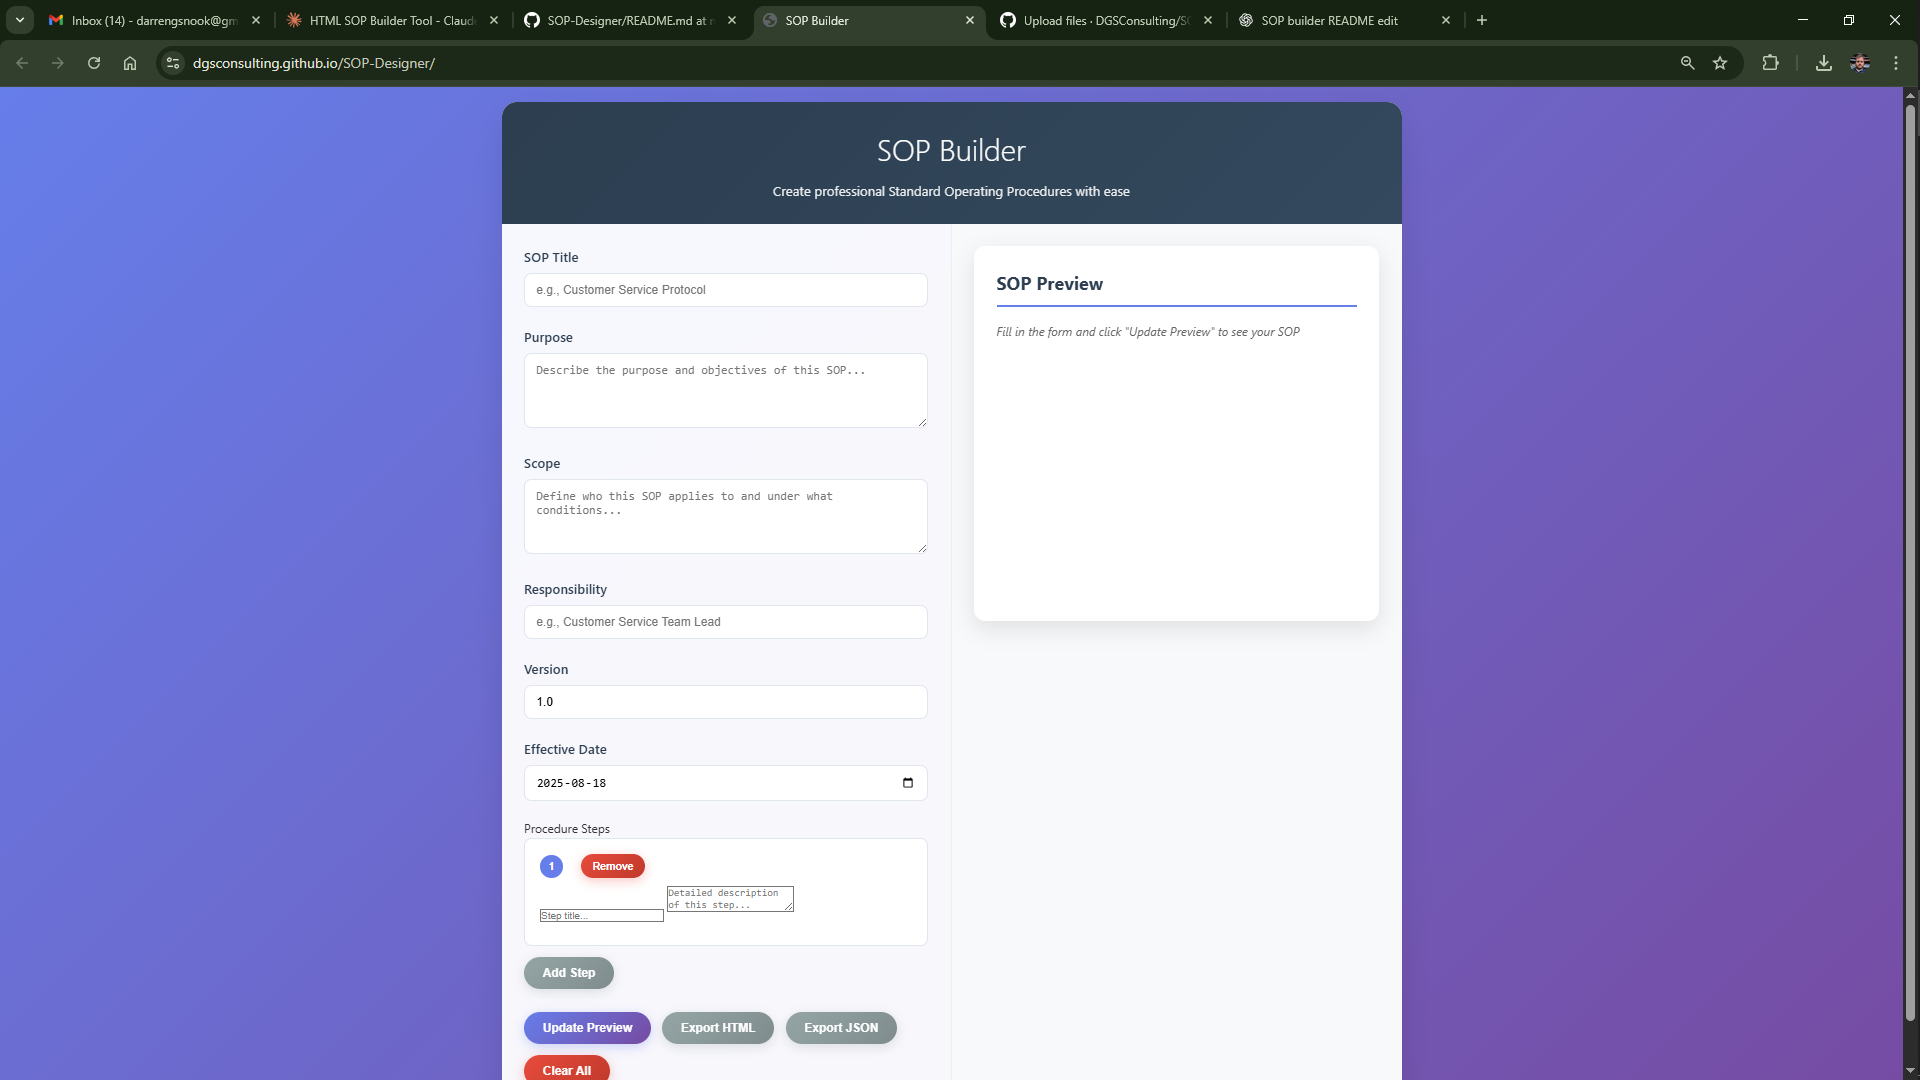 Inbox (14) - darrengsnook@gm
HTML SOP Builder Tool - Claude
SOP-Designer/README.md at m
SOP Builder
Upload files · DGSConsulting/SO
SOP builder README edit
dgsconsulting.github.io/SOP-Designer/
SOP Builder
Create professional Standard Operating Procedures with ease
SOP Title
e.g., Customer Service Protocol
Purpose
Describe the purpose and objectives of this SOP...
Scope
Define who this SOP applies to and under what
conditions...
Responsibility
e.g., Customer Service Team Lead
Version
1.0
Effective Date
2025-08-18
Procedure Steps
1
Remove
Step title...
Detailed description
of this step...
Add Step
Update Preview
Export HTML
Export JSON
Clear All
SOP Preview
Fill in the form and click "Update Preview" to see your SOP